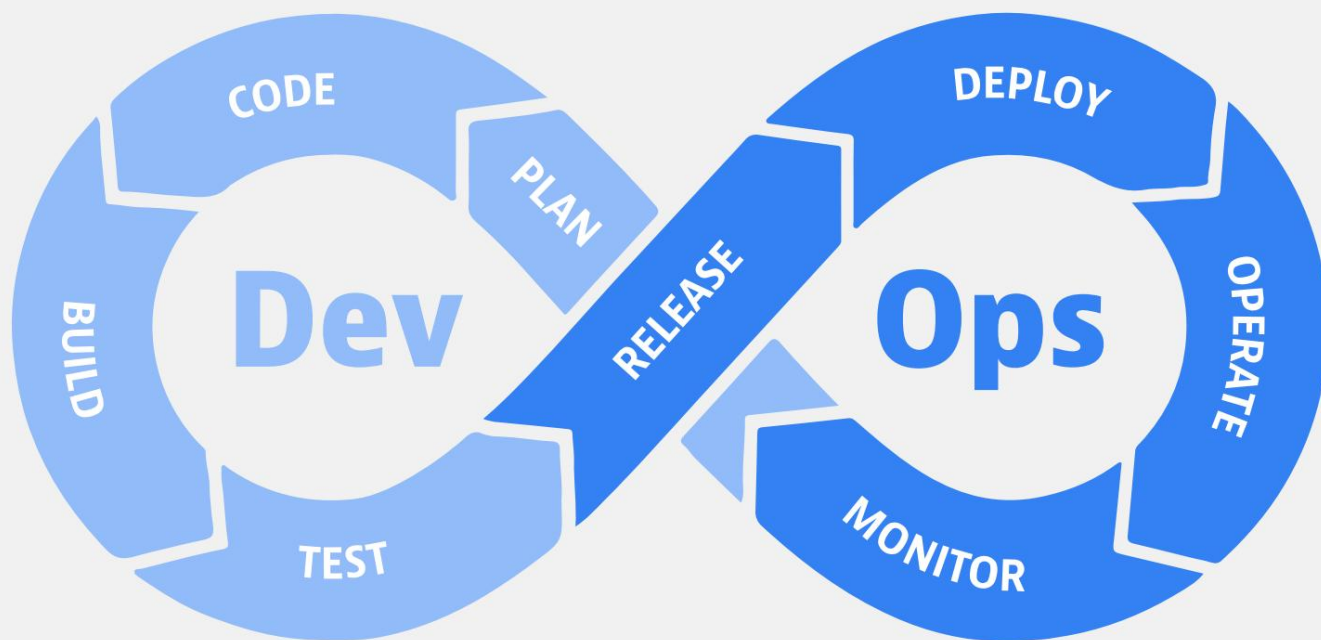 CODE
PLAN
BUILD
TEST
Dev
RELEASE
DEPLOY
OPERATE
MONITOR
Ops